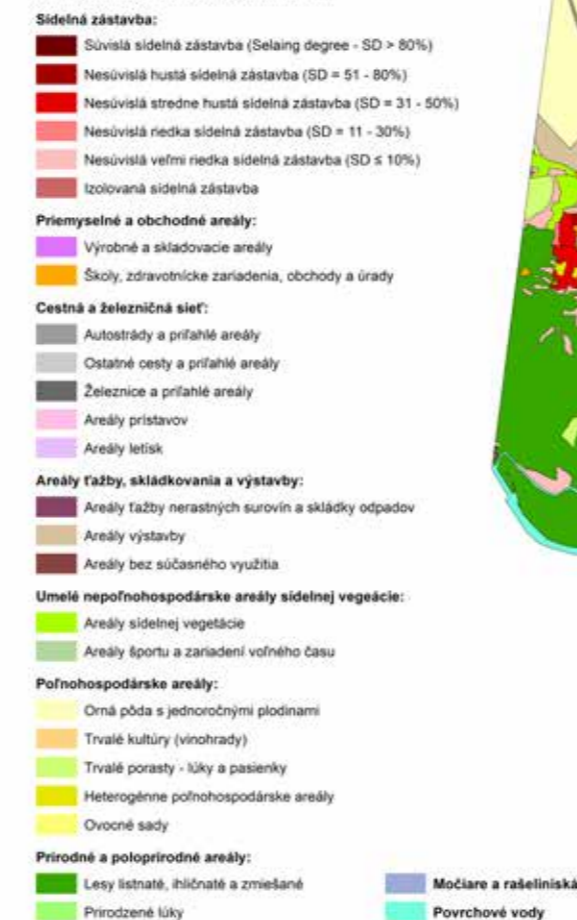 Sídelná zástavba:
Súvislá sídelná zástavba (Selaing degree - SD > 80%)
Nesúvislá hustá sídelná zástavba (SD = 51 - 80%)
Nesúvislá stredne hustá sídelná zástavba (SD = 31 - 50%)
Nesúvislá riedka sídelná zástavba (SD = 11 - 30%)
Nesúvislá veľmi riedka sídelná zástavba (SD ≤ 10%)
Izolovaná sídelná zástavba
Priemyselné a obchodné areály:
Výrobné a skladovacie areály
Školy, zdravotnícke zariadenia, obchody a úrady
Cestná a železničná sieť:
Autostrády a priľahlé areály
Ostatné cesty a priľahlé areály
Železnice a priľahlé areály
Areály prístavov
Areály letísk
Areály ťažby, skládkovania a výstavby:
Areály ťažby nerastných surovín a skládky odpadov
Areály výstavby
Areály bez súčasného využitia
Umelé nepoľnohospodárske areály sídelnej vegeácie:
Areály sídelnej vegetácie
Areály športu a zariadení voľného času
Poľnohospodárske areály:
Orná pôda s jednoročnými plodinami
Trvalé kultúry (vinohrady)
Trvalé porasty - lúky a pasienky
Heterogénne poľnohospodárske areály
Ovocné sady
Prírodné a poloprírodné areály:
Lesy listnaté, ihličnaté a zmiešané
Prirodzené lúky
Močiare a rašeliniská
Povrchové vody